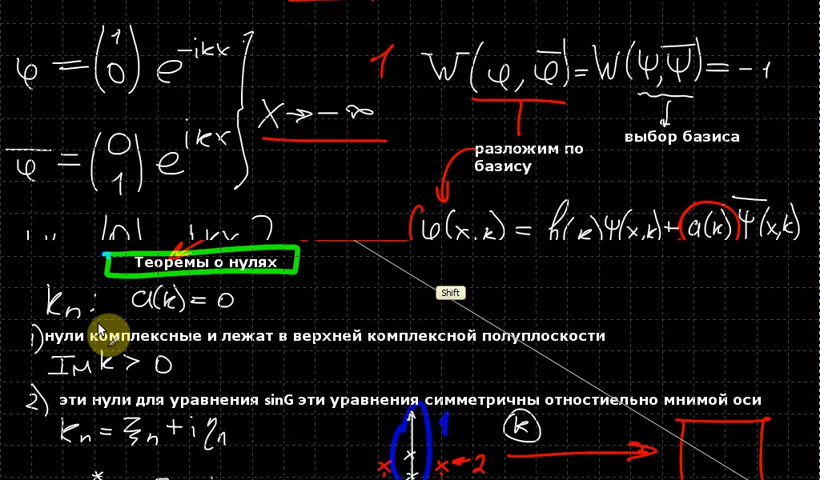 φ = (1 0) e^{-ikx}
1
W(φ, φ̅) = W(ψ, ψ̅) = -1
x → -∞
выбор базиса
разложим по
базису
φ̅ = (0 1) e^{ikx}
φ(x,k) = b(k)ψ(x,k) + a(k)ψ̅(x,k)
Теоремы о нулях
Shift
k_n: a(k) = 0
1) нули комплексные и лежат в верхней комплексной полуплоскости
Im k > 0
2) эти нули для уравнения sinG эти уравнения симметричны отностиельно мнимой оси
k_n = ξ_n + i η_n
1
k
x ← 2